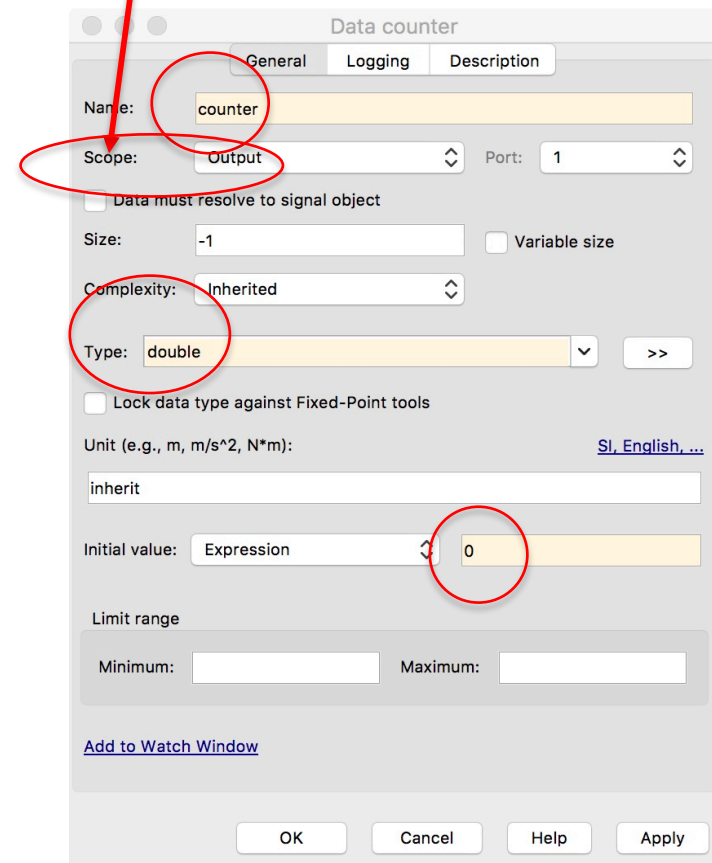 Data counter
General Logging Description
Name: counter
Scope: Output Port: 1
Data must resolve to signal object
Size: -1 Variable size
Complexity: Inherited
Type: double >>
Lock data type against Fixed-Point tools
Unit (e.g., m, m/s^2, N*m): SI, English, ...
inherit
Initial value: Expression 0
Limit range
Minimum: Maximum:
Add to Watch Window
OK Cancel Help Apply